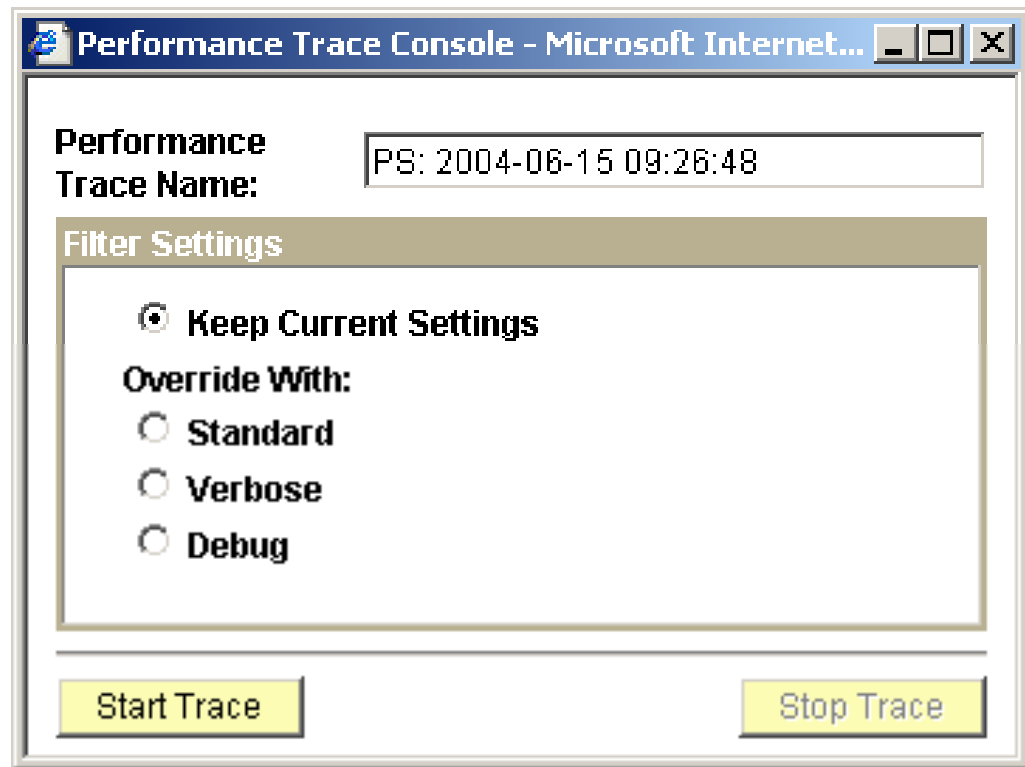 Performance Trace Console - Microsoft Internet...
Performance
Trace Name:
PS: 2004-06-15 09:26:48
Filter Settings
Keep Current Settings
Override With:
Standard
Verbose
Debug
Start Trace
Stop Trace